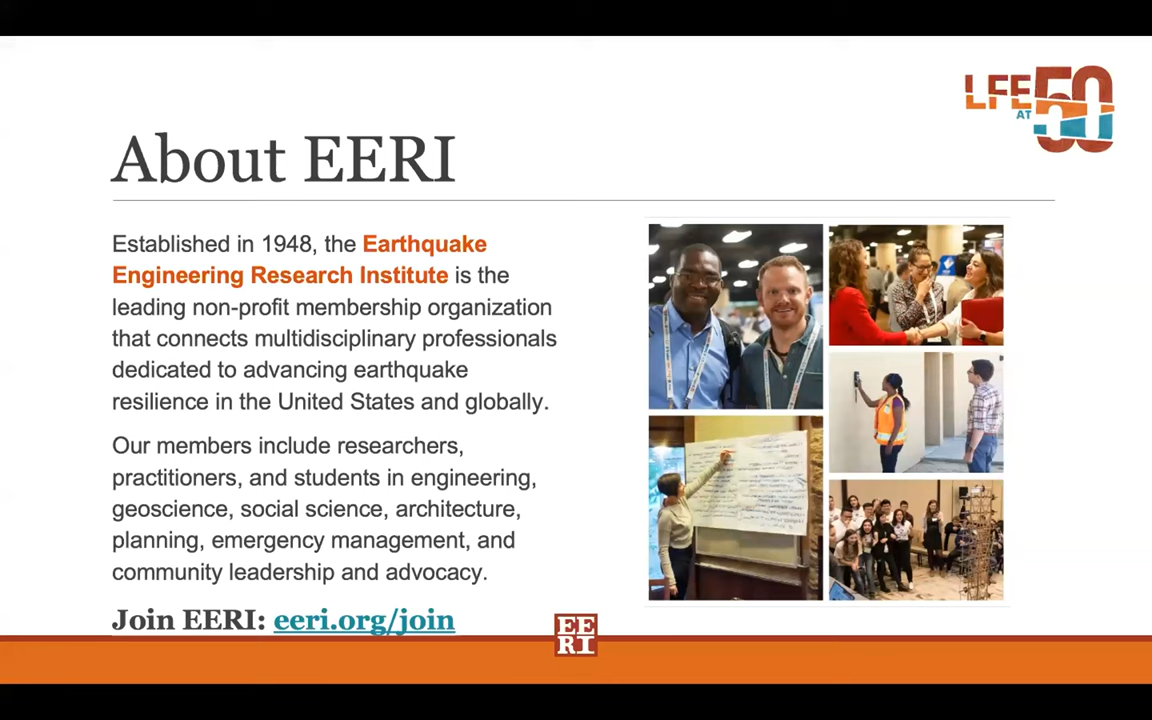 LFE
AT
50
About EERI
Established in 1948, the Earthquake
Engineering Research Institute is the
leading non-profit membership organization
that connects multidisciplinary professionals
dedicated to advancing earthquake
resilience in the United States and globally.
Our members include researchers,
practitioners, and students in engineering,
geoscience, social science, architecture,
planning, emergency management, and
community leadership and advocacy.
Join EERI: eeri.org/join
EE
RI